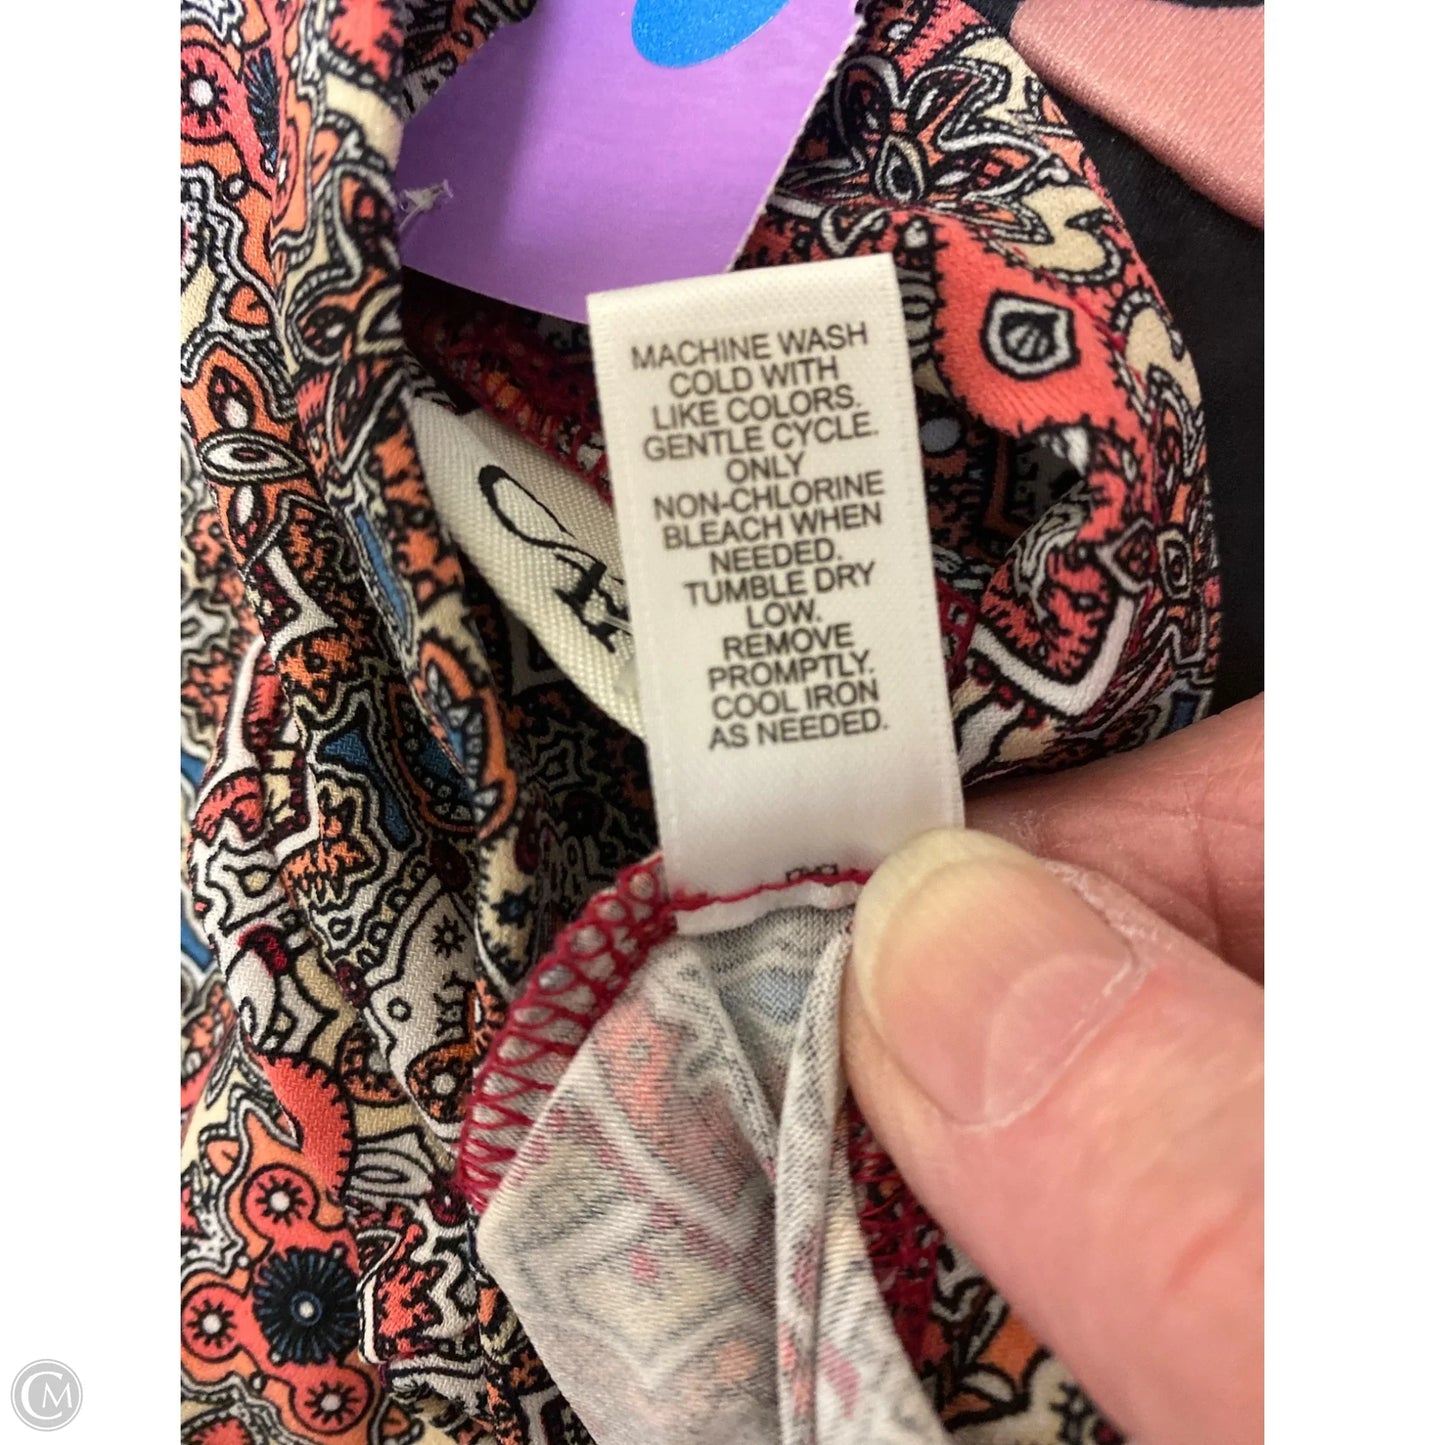 MACHINE WASH
COLD WITH
LIKE COLORS.
GENTLE CYCLE.
ONLY
NON-CHLORINE
BLEACH WHEN
NEEDED.
TUMBLE DRY
LOW.
REMOVE
PROMPTLY.
COOL IRON
AS NEEDED.
CM